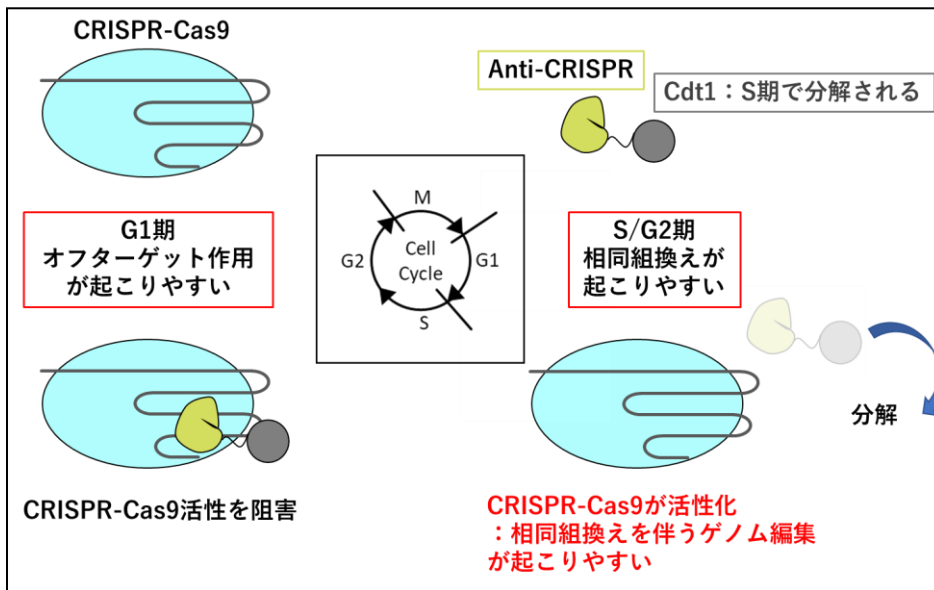 CRISPR-Cas9
Anti-CRISPR
Cdt1：S期で分解される
G1期
オフターゲット作用
が起こりやすい
M
G2
Cell
Cycle
G1
S
S/G2期
相同組換えが
起こりやすい
分解
CRISPR-Cas9活性を阻害
CRISPR-Cas9が活性化
：相同組換えを伴うゲノム編集
が起こりやすい